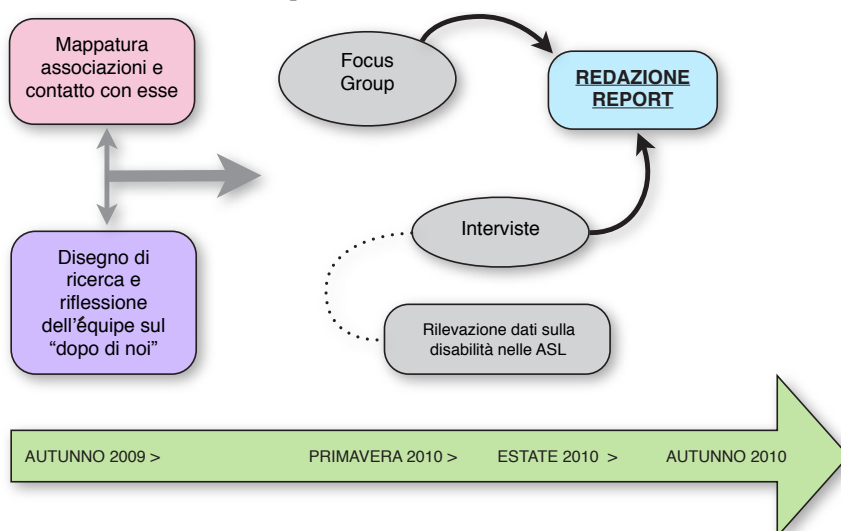 Mappatura
associazioni e
contatto con esse
Focus
Group
REDAZIONE
REPORT
Interviste
Disegno di
ricerca e
riflessione
dell'équipe sul
“dopo di noi”
Rilevazione dati sulla
disabilità nelle ASL
AUTUNNO 2009 >
PRIMAVERA 2010 >
ESTATE 2010 >
AUTUNNO 2010